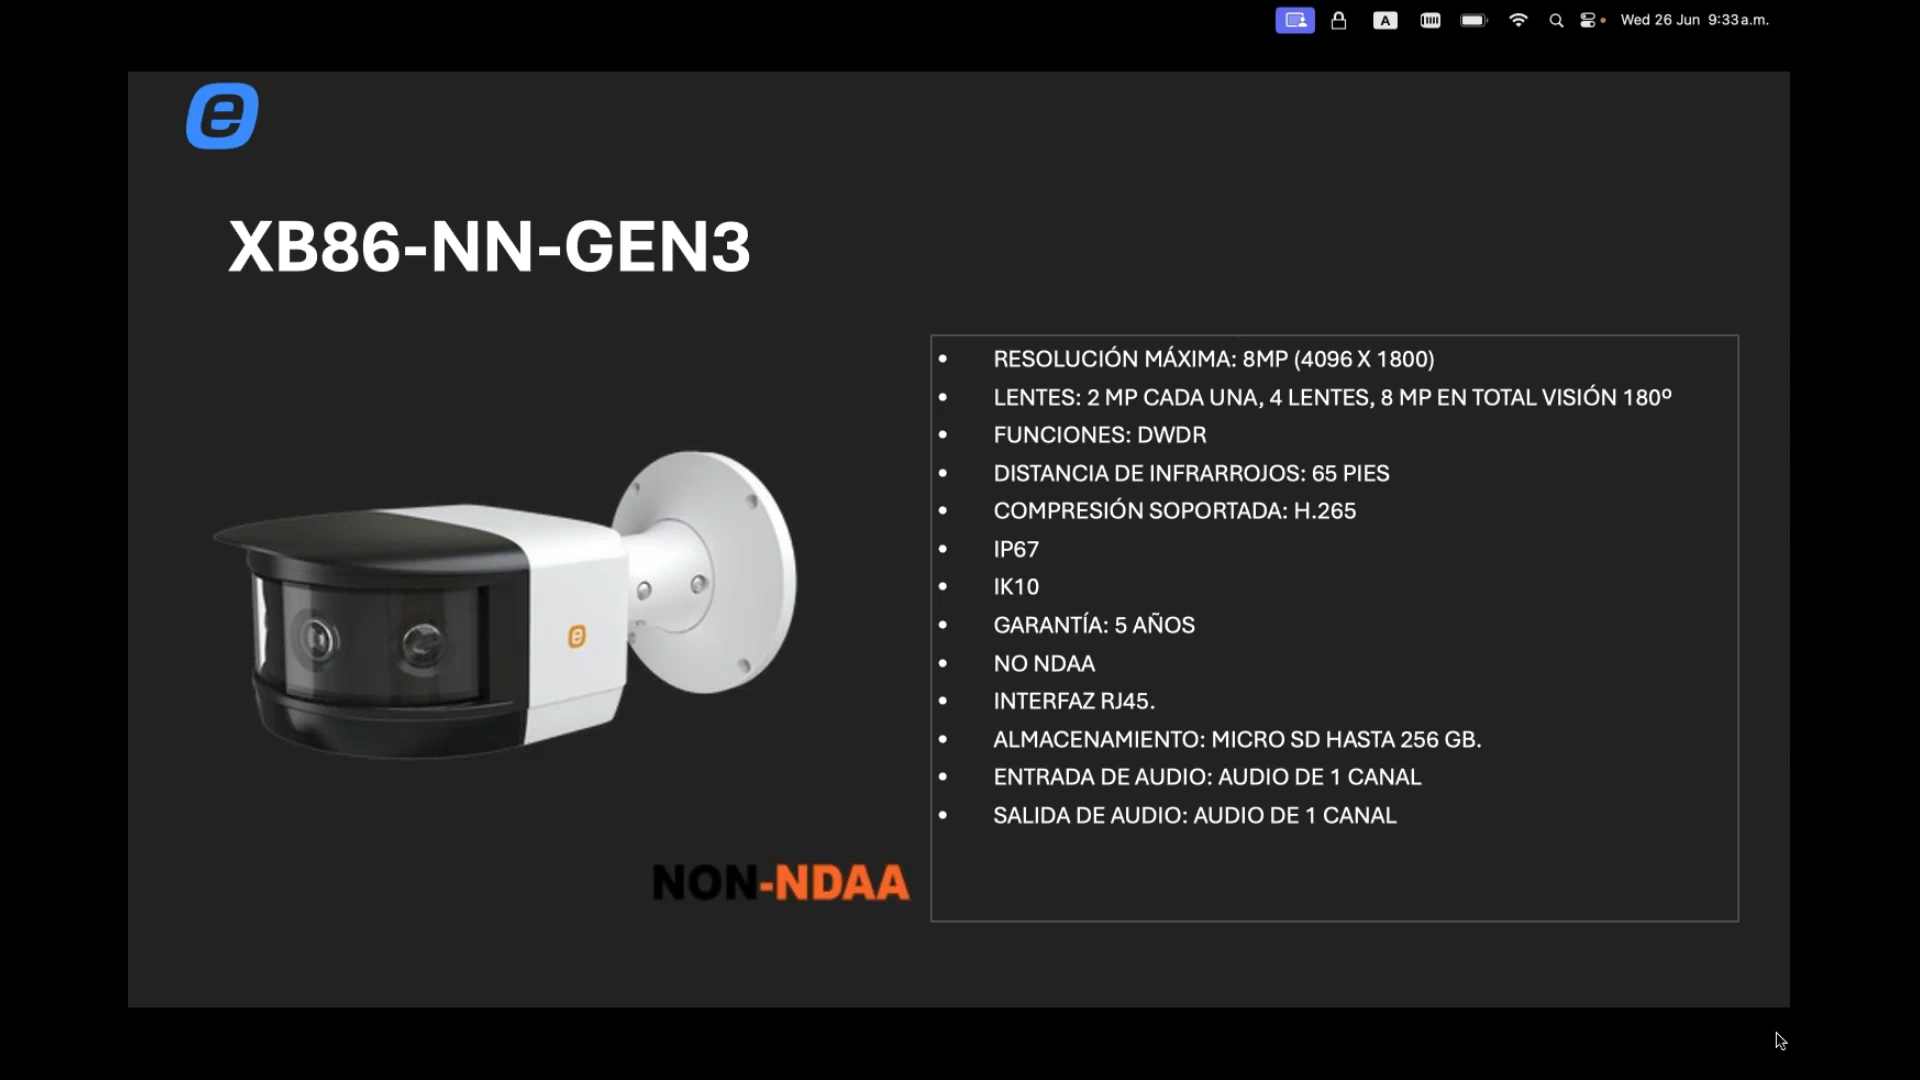 A
Wed 26 Jun 9:33 a.m.
e
XB86-NN-GEN3
• RESOLUCIÓN MÁXIMA: 8MP (4096 X 1800)
• LENTES: 2 MP CADA UNA, 4 LENTES, 8 MP EN TOTAL VISIÓN 180º
• FUNCIONES: DWDR
• DISTANCIA DE INFRARROJOS: 65 PIES
• COMPRESIÓN SOPORTADA: H.265
• IP67
• IK10
• GARANTÍA: 5 AÑOS
• NO NDAA
• INTERFAZ RJ45.
• ALMACENAMIENTO: MICRO SD HASTA 256 GB.
• ENTRADA DE AUDIO: AUDIO DE 1 CANAL
• SALIDA DE AUDIO: AUDIO DE 1 CANAL
e
NON-NDAA